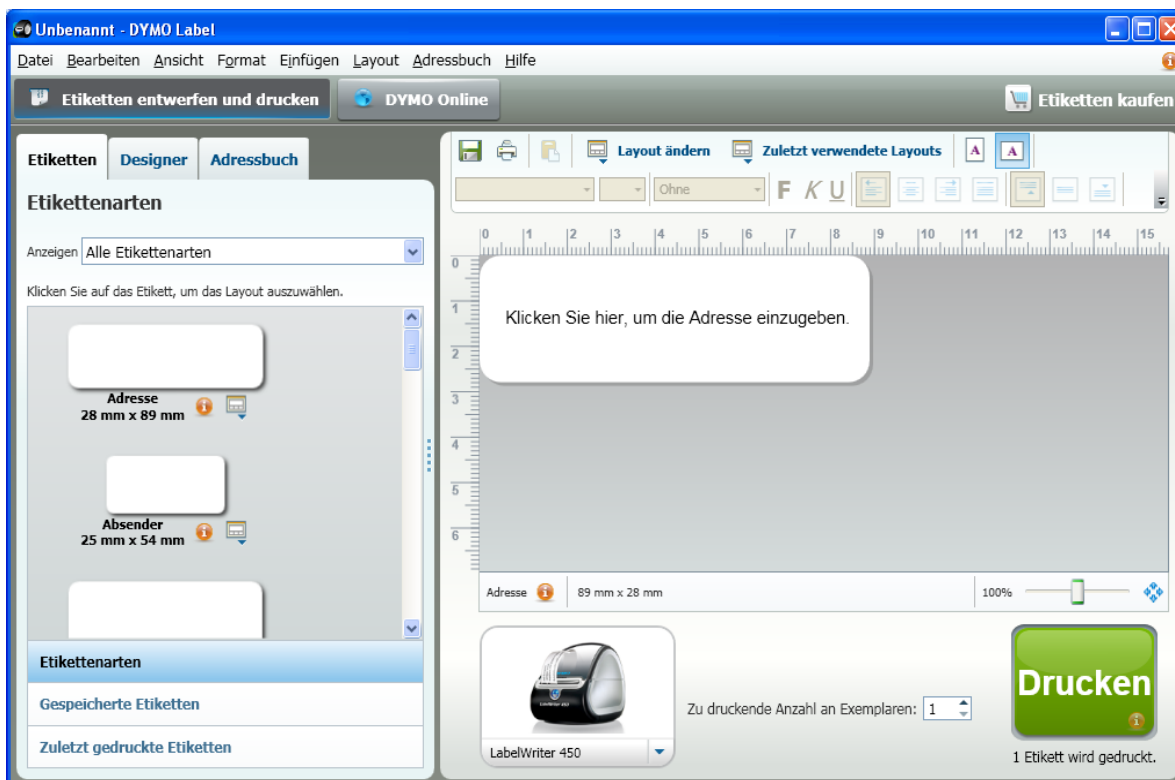 Unbenannt - DYMO Label
Datei Bearbeiten Ansicht Format Einfügen Layout Adressbuch Hilfe
Etiketten entwerfen und drucken
DYMO Online
Etiketten kaufen
Etiketten
Designer
Adressbuch
Etikettenarten
Anzeigen Alle Etikettenarten
Klicken Sie auf das Etikett, um das Layout auszuwählen.
Adresse
28 mm x 89 mm
Absender
25 mm x 54 mm
Etikettenarten
Gespeicherte Etiketten
Zuletzt gedruckte Etiketten
Layout ändern
Zuletzt verwendete Layouts
A
A
Ohne
F K U
0 1 2 3 4 5 6 7 8 9 10 11 12 13 14 15
0
1
2
3
4
5
6
Klicken Sie hier, um die Adresse einzugeben.
Adresse
89 mm x 28 mm
100%
LabelWriter 450
Zu druckende Anzahl an Exemplaren: 1
Drucken
1 Etikett wird gedruckt.